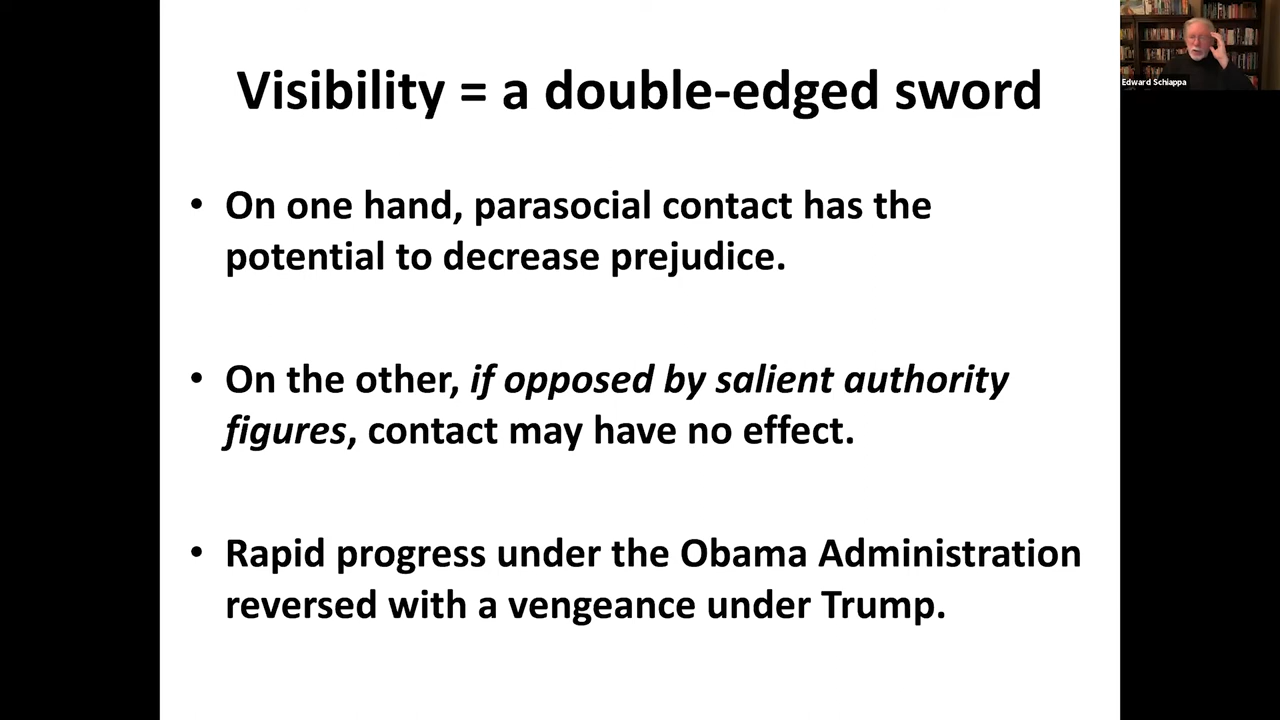 Visibility = a double-edged sword
• On one hand, parasocial contact has the
potential to decrease prejudice.
• On the other, if opposed by salient authority
figures, contact may have no effect.
• Rapid progress under the Obama Administration
reversed with a vengeance under Trump.
Edward Schiappa